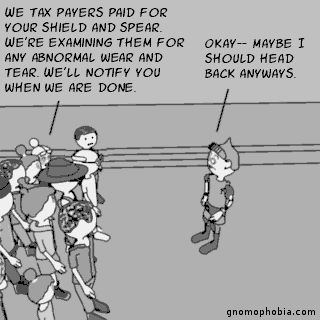 WE TAX PAYERS PAID FOR
YOUR SHIELD AND SPEAR.
WE'RE EXAMINING THEM FOR
ANY ABNORMAL WEAR AND
TEAR. WE'LL NOTIFY YOU
WHEN WE ARE DONE.
OKAY-- MAYBE I
SHOULD HEAD
BACK ANYWAYS.
gnomophobia.com